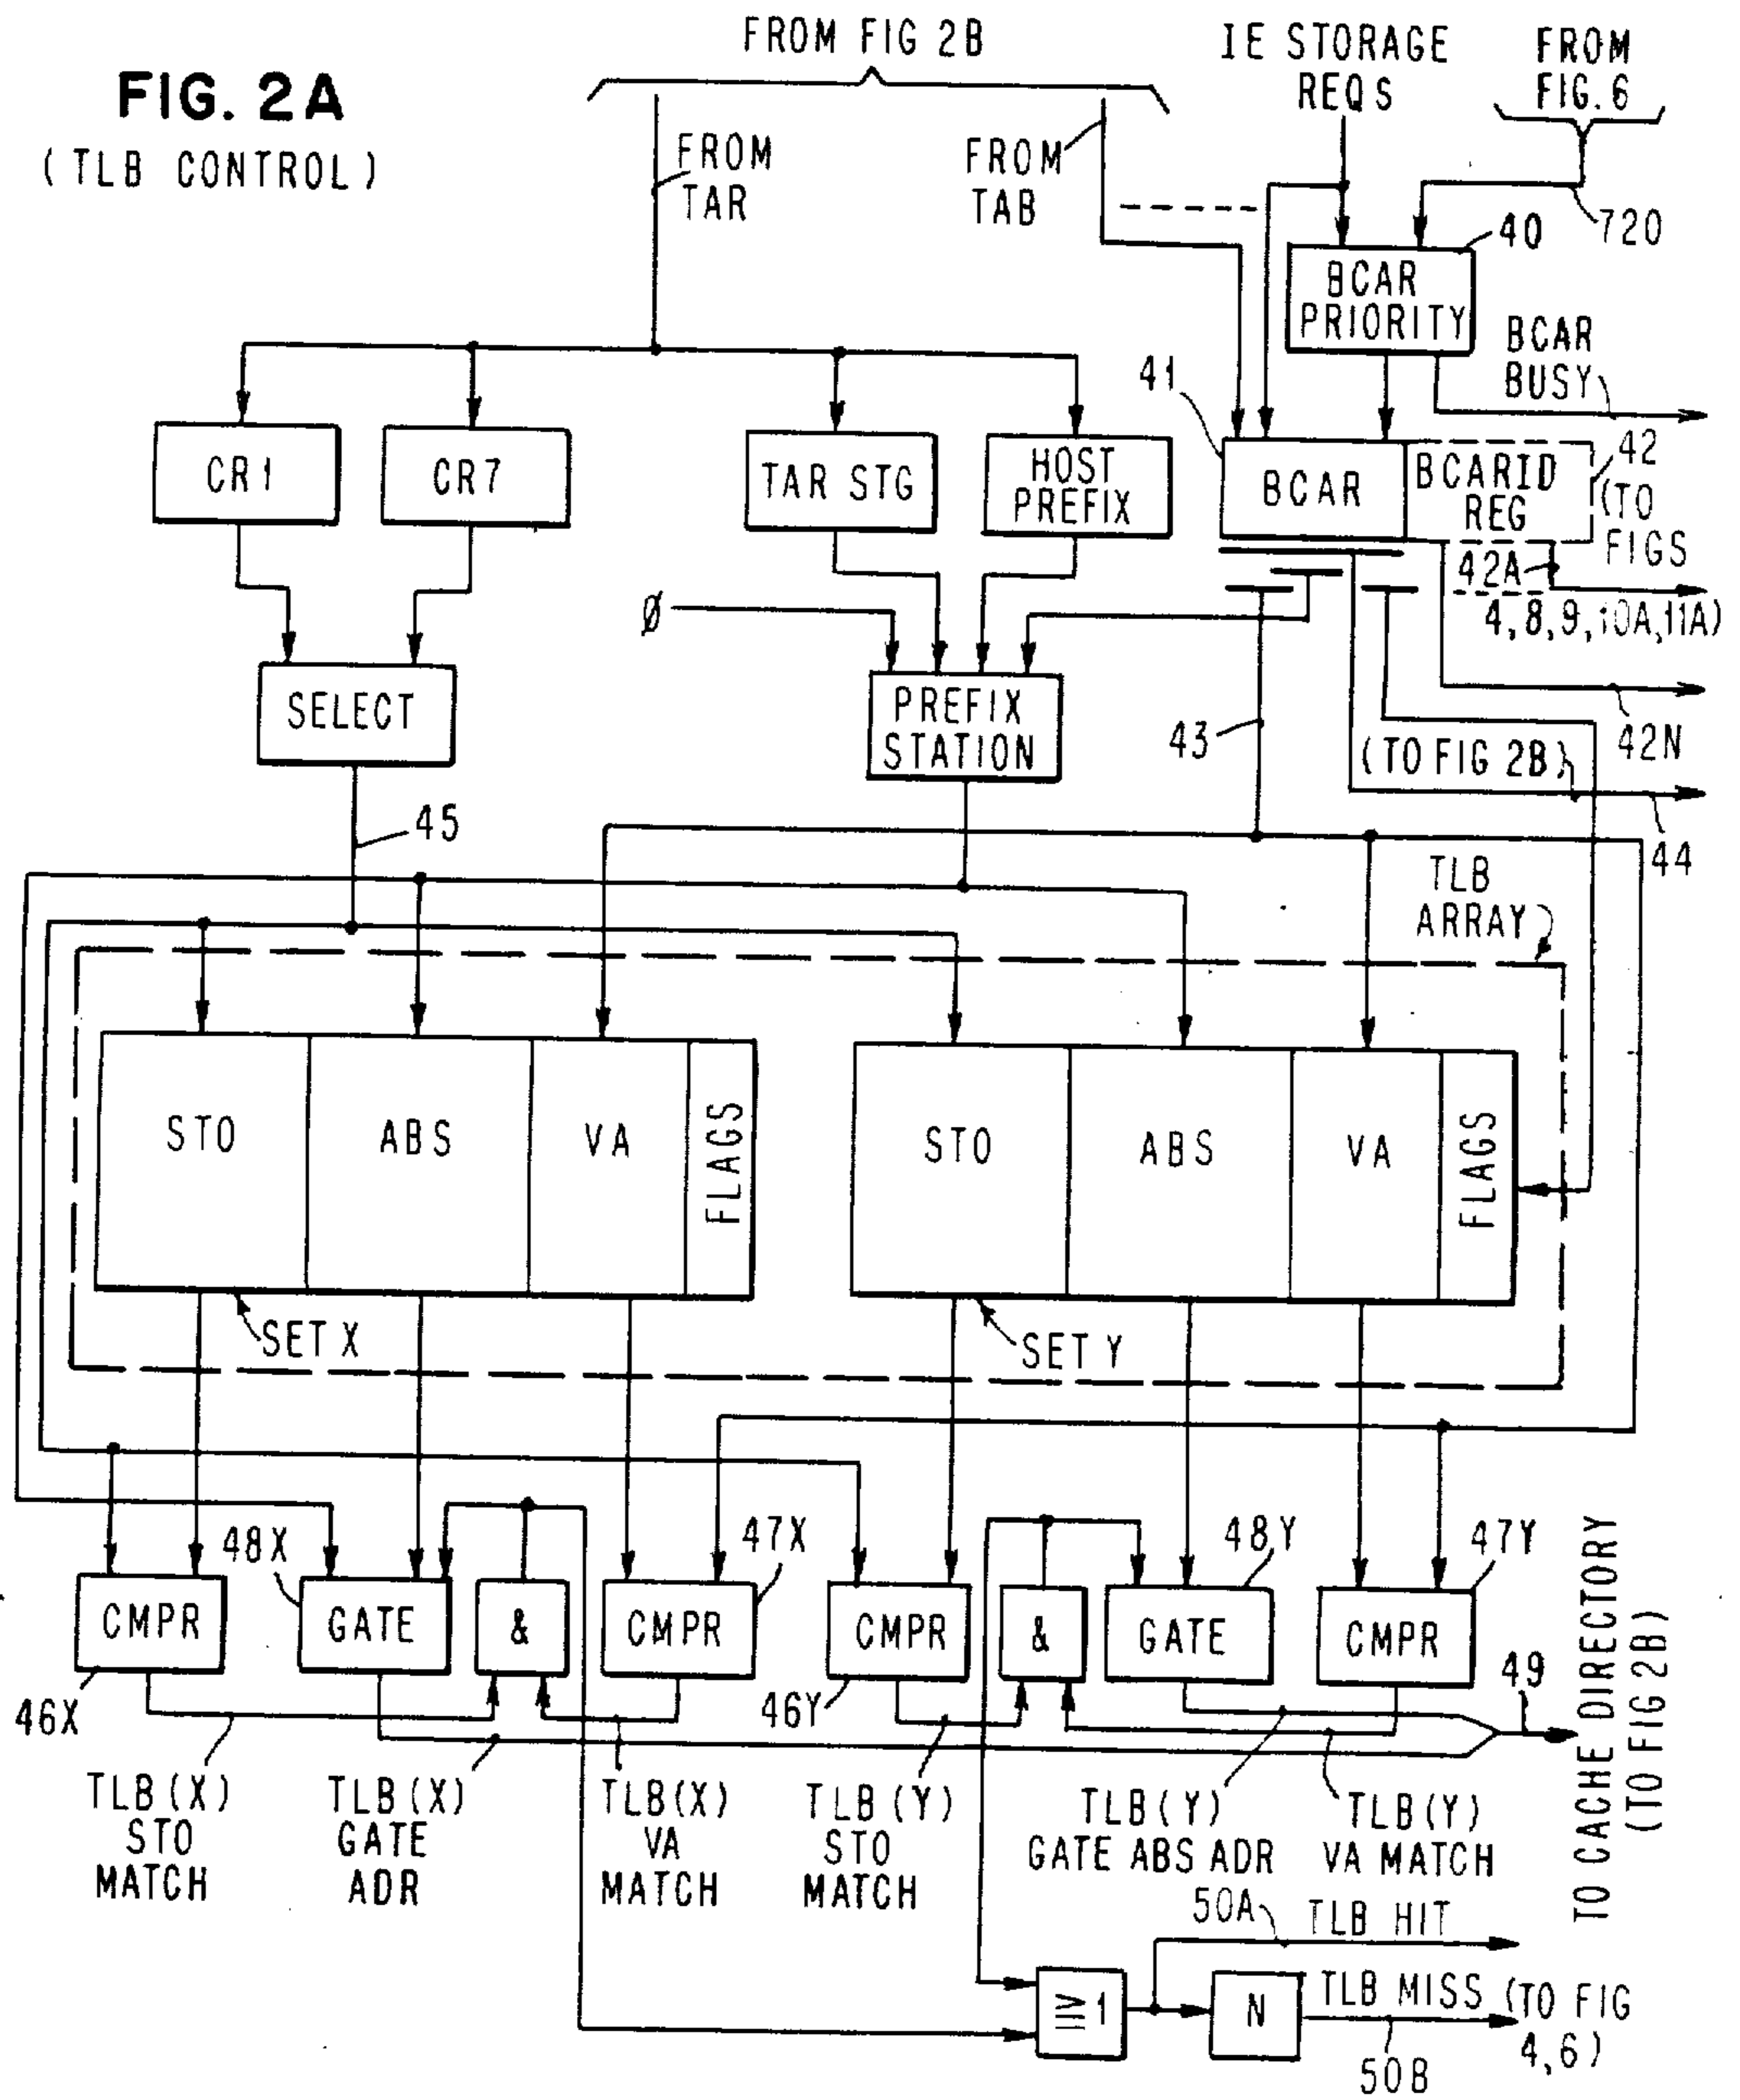 FIG. 2A
(TLB CONTROL)
FROM FIG 2B
IE STORAGE
REQS
FROM
FIG. 6
FROM
TAR
FROM
TAB
720
40
BCAR
PRIORITY
BCAR
BUSY
41
42
CR1
CR7
TAR STG
HOST
PREFIX
BCAR
BCARID
REG
(TO
FIGS
42A
4,8,9,10A,11A)
Ø
SELECT
PREFIX
STATION
43
(TO FIG 2B)
42N
44
45
TLB
ARRAY
STO
ABS
VA
FLAGS
STO
ABS
VA
FLAGS
SET X
SET Y
48X
47X
48Y
47Y
CMPR
GATE
&
CMPR
CMPR
&
GATE
CMPR
46X
46Y
49
TO CACHE DIRECTORY
(TO FIG 2B)
TLB(X)
STO
MATCH
TLB(X)
GATE
ADR
TLB(X)
VA
MATCH
TLB(Y)
STO
MATCH
TLB(Y)
GATE ABS ADR
TLB(Y)
VA MATCH
50A
TLB HIT
≥1
N
TLB MISS
(TO FIG
4,6)
50B